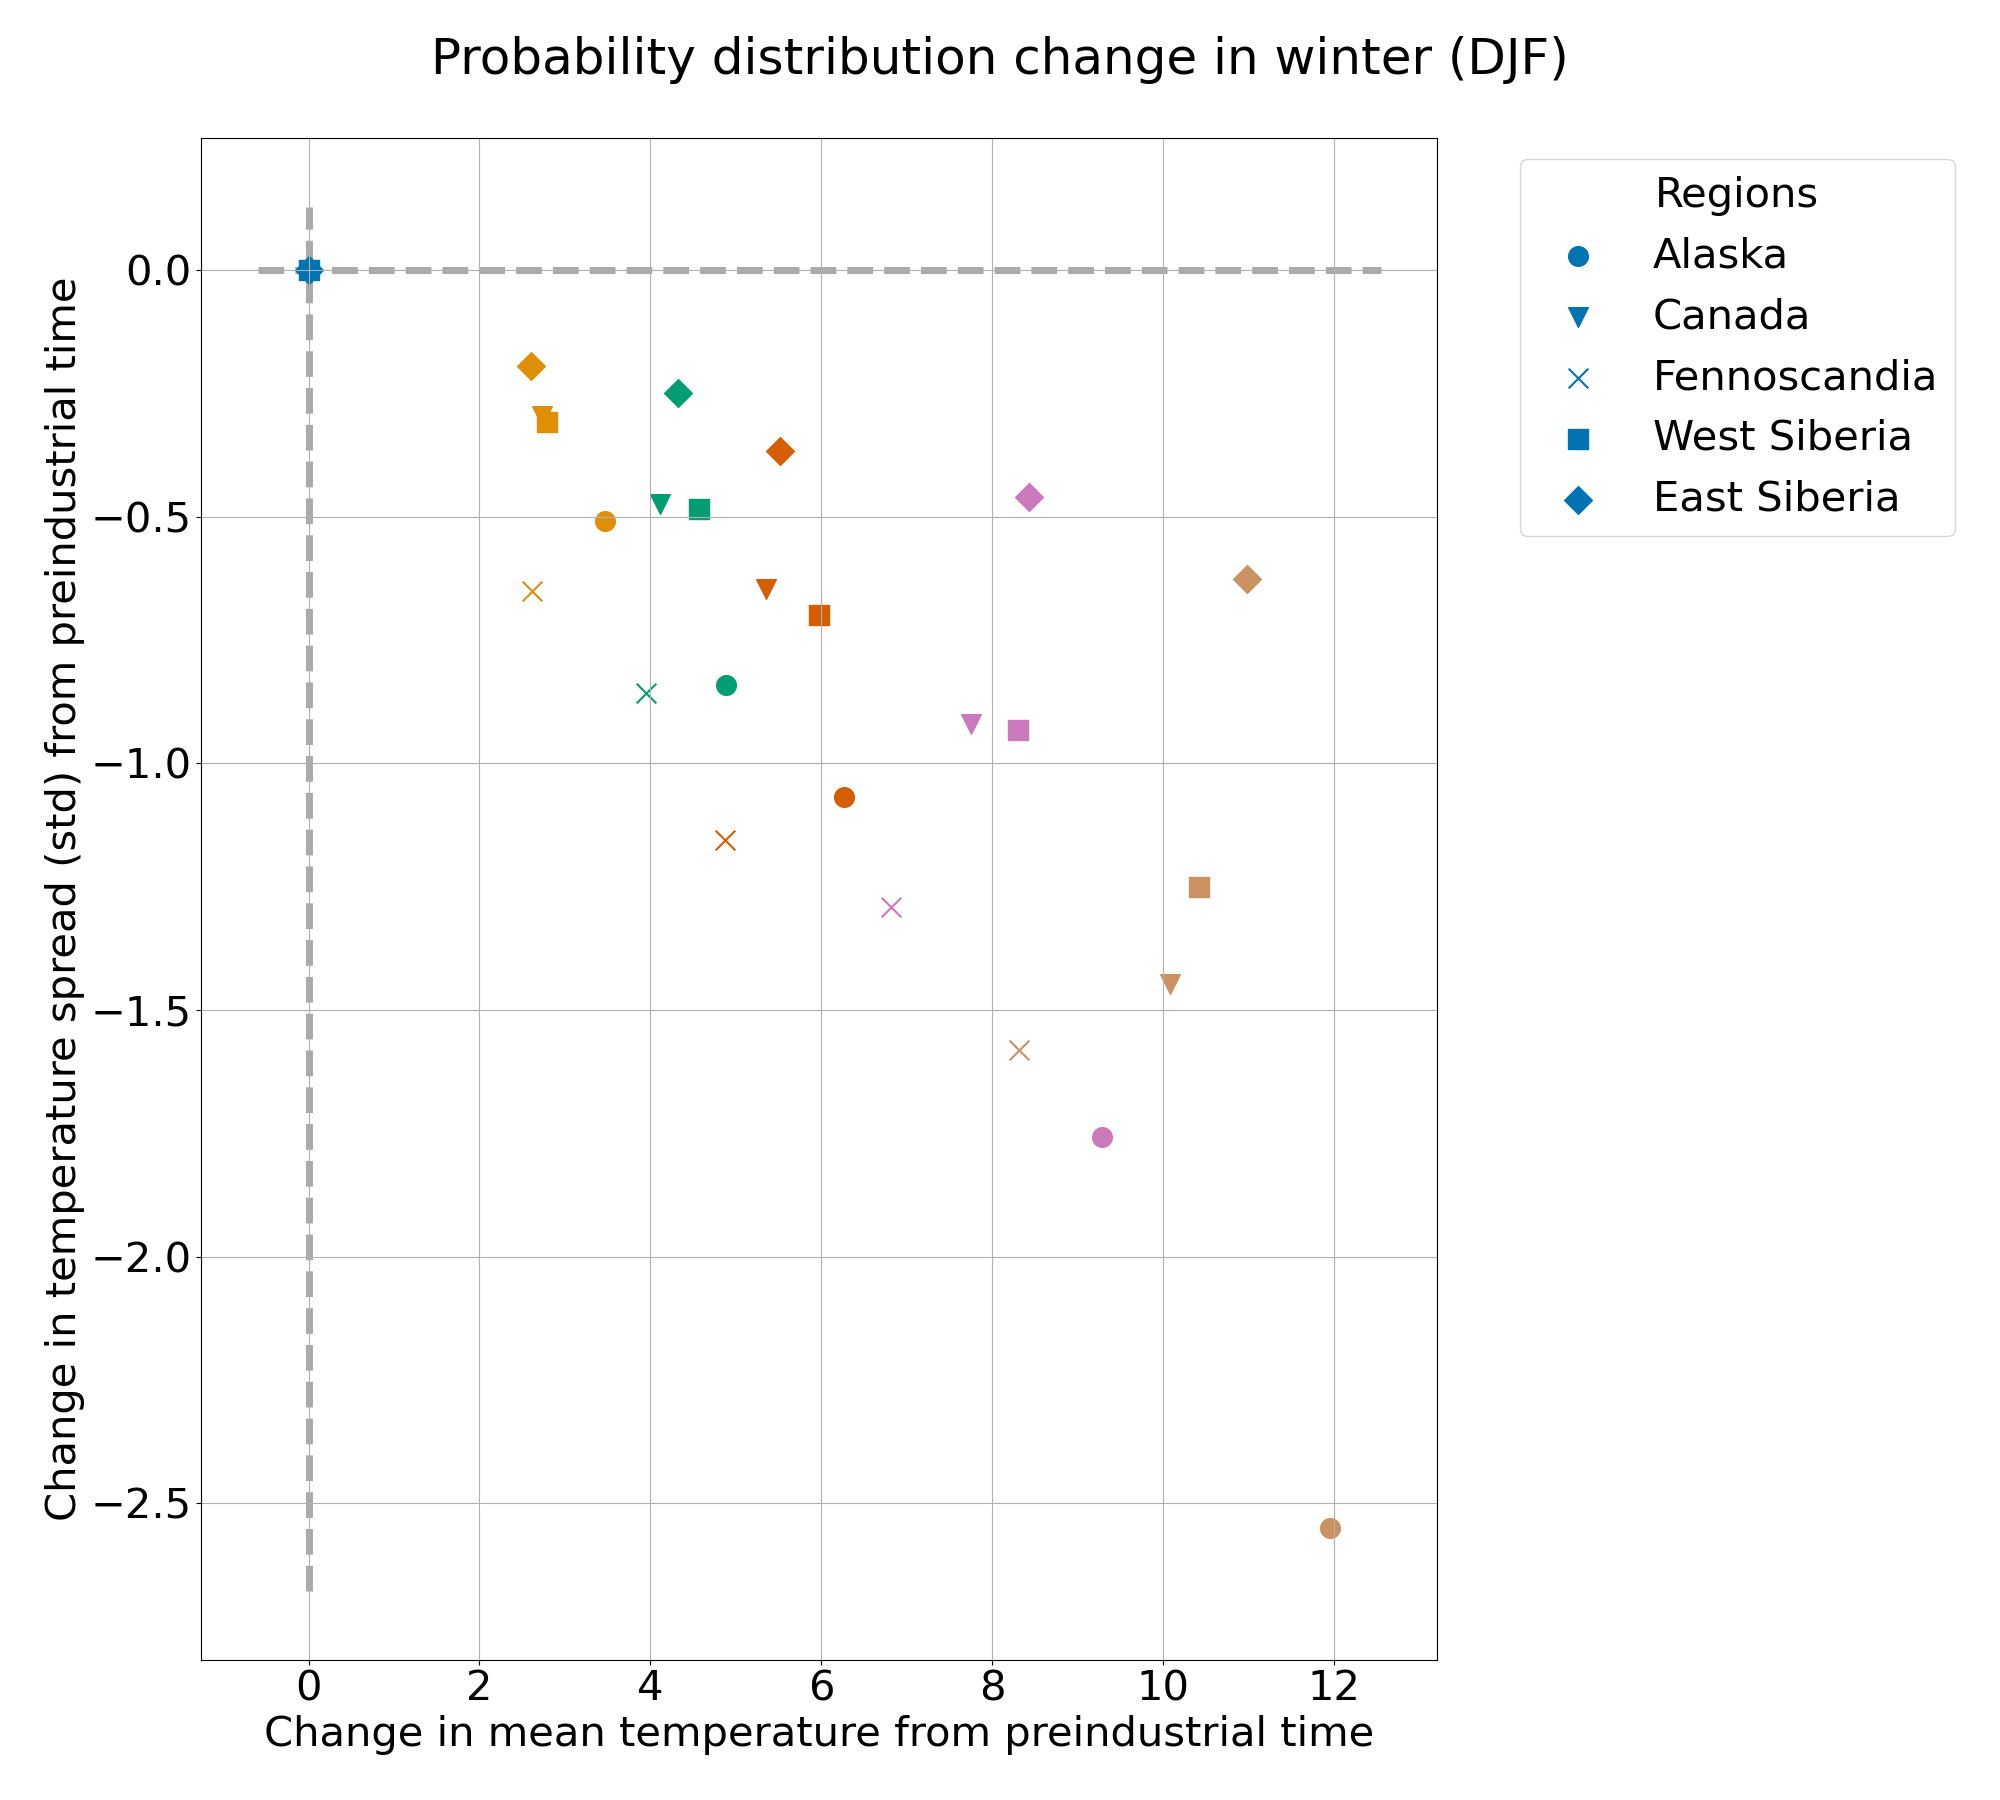 Probability distribution change in winter (DJF)
Regions
Alaska
Canada
Fennoscandia
West Siberia
East Siberia
Change in temperature spread (std) from preindustrial time
0.0
−0.5
−1.0
−1.5
−2.0
−2.5
0 2 4 6 8 10 12
Change in mean temperature from preindustrial time